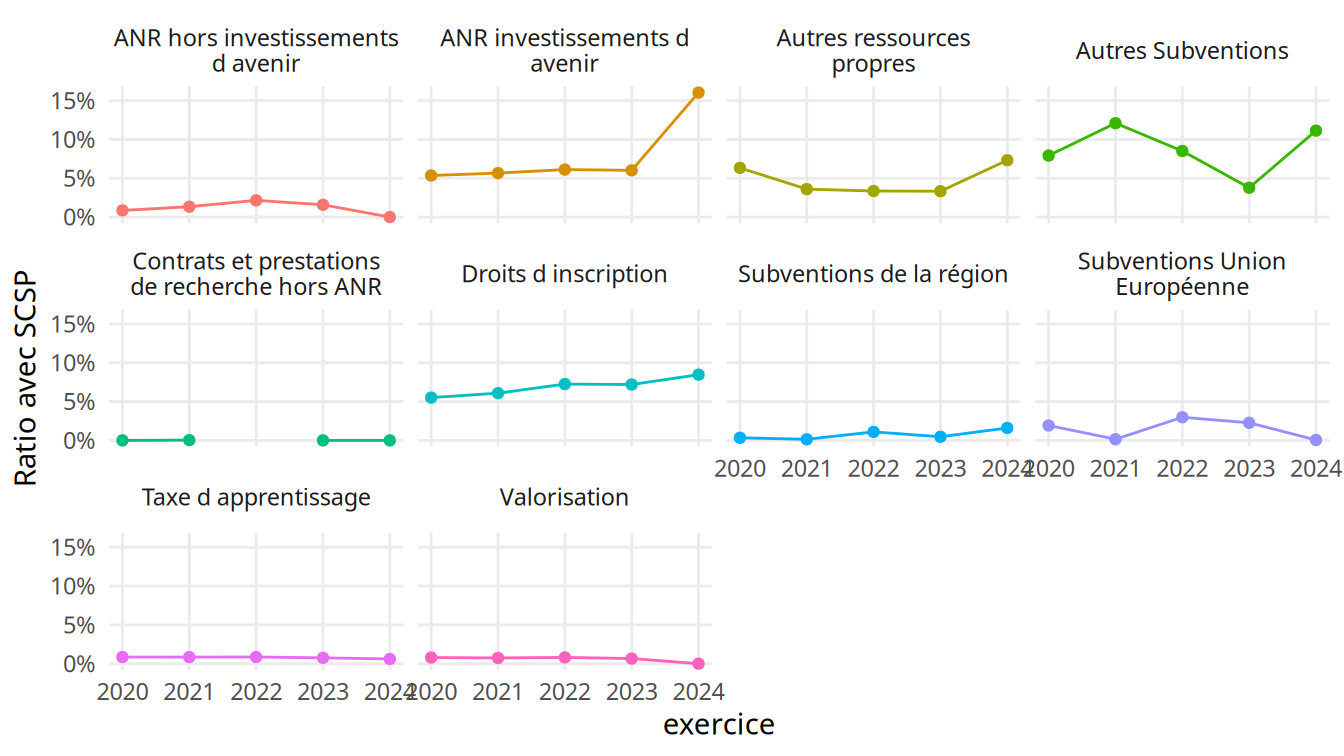 ANR hors investissements
d avenir
ANR investissements d
avenir
Autres ressources
propres
Autres Subventions
15%
10%
5%
0%
Contrats et prestations
de recherche hors ANR
Droits d inscription
Subventions de la région
Subventions Union
Européenne
15%
10%
5%
0%
2020 2021 2022 2023 2024
2020 2021 2022 2023 2024
Ratio avec SCSP
Taxe d apprentissage
Valorisation
15%
10%
5%
0%
2020 2021 2022 2023 2024
2020 2021 2022 2023 2024
exercice